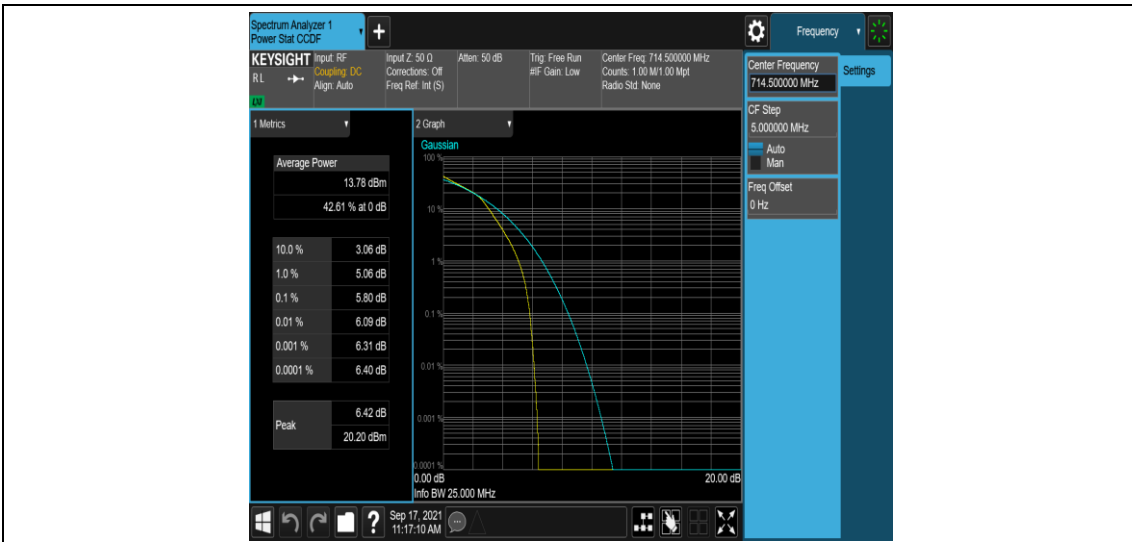 Spectrum Analyzer 1
Power Stat CCDF
+
Frequency
KEYSIGHT
Input: RF
Coupling: DC
Align: Auto
RL
LXI
Input Z: 50 Ω
Corrections: Off
Freq Ref: Int (S)
Atten: 50 dB
Trig: Free Run
#IF Gain: Low
Center Freq: 714.500000 MHz
Counts: 1.00 M/1.00 Mpt
Radio Std: None
Center Frequency
714.500000 MHz
Settings
CF Step
5.000000 MHz
Auto
Man
Freq Offset
0 Hz
1 Metrics
Average Power
13.78 dBm
42.61 % at 0 dB
10.0 % 3.06 dB
1.0 % 5.06 dB
0.1 % 5.80 dB
0.01 % 6.09 dB
0.001 % 6.31 dB
0.0001 % 6.40 dB
Peak
6.42 dB
20.20 dBm
2 Graph
Gaussian
100 %
10 %
1 %
0.1 %
0.01 %
0.001 %
0.0001 %
0.00 dB 20.00 dB
Info BW 25.000 MHz
?
Sep 17, 2021
11:17:10 AM